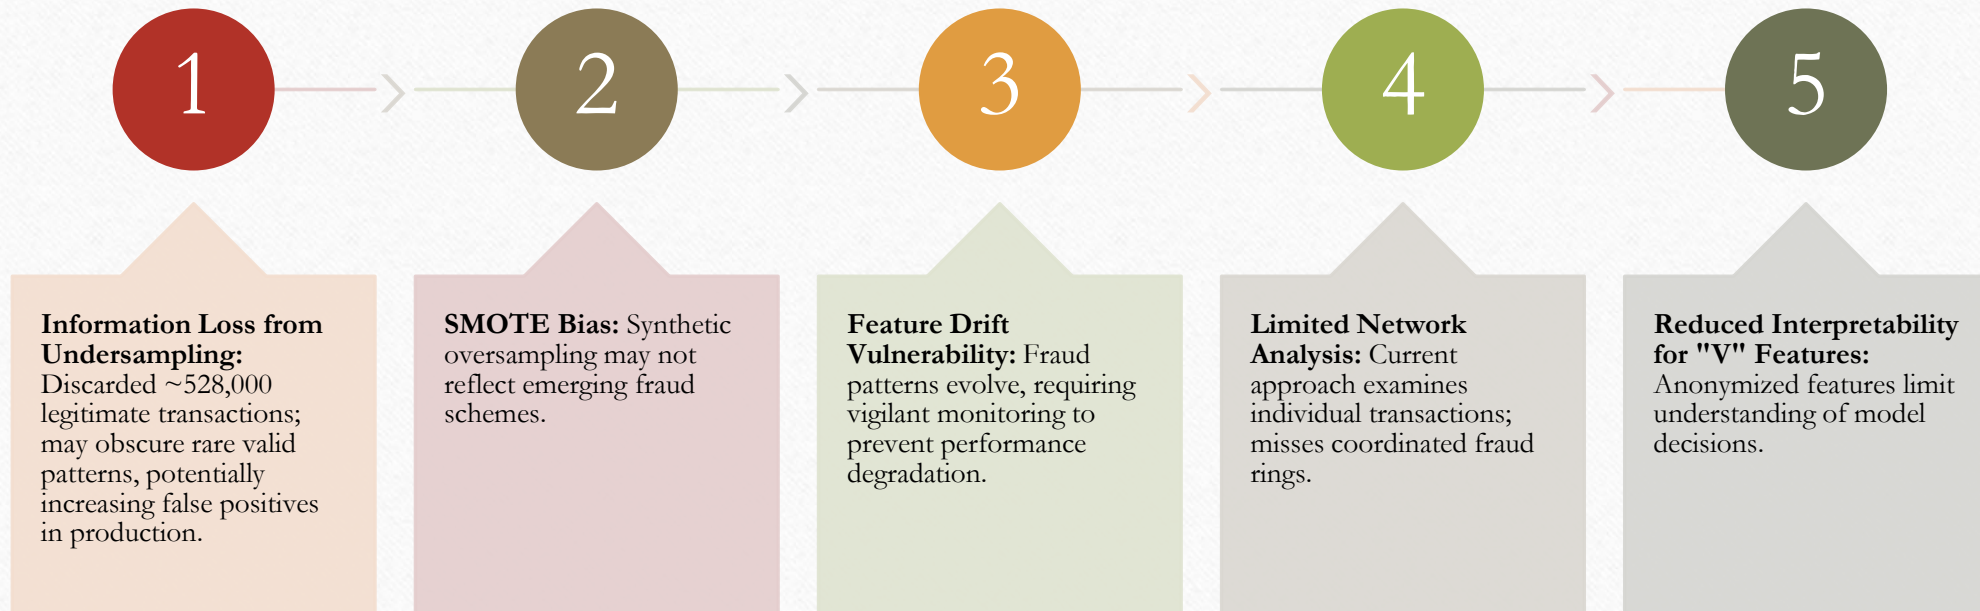 1
2
3
4
5
Information Loss from
Undersampling:
Discarded ~528,000
legitimate transactions;
may obscure rare valid
patterns, potentially
increasing false positives
in production.
SMOTE Bias: Synthetic
oversampling may not
reflect emerging fraud
schemes.
Feature Drift
Vulnerability: Fraud
patterns evolve, requiring
vigilant monitoring to
prevent performance
degradation.
Limited Network
Analysis: Current
approach examines
individual transactions;
misses coordinated fraud
rings.
Reduced Interpretability
for "V" Features:
Anonymized features limit
understanding of model
decisions.